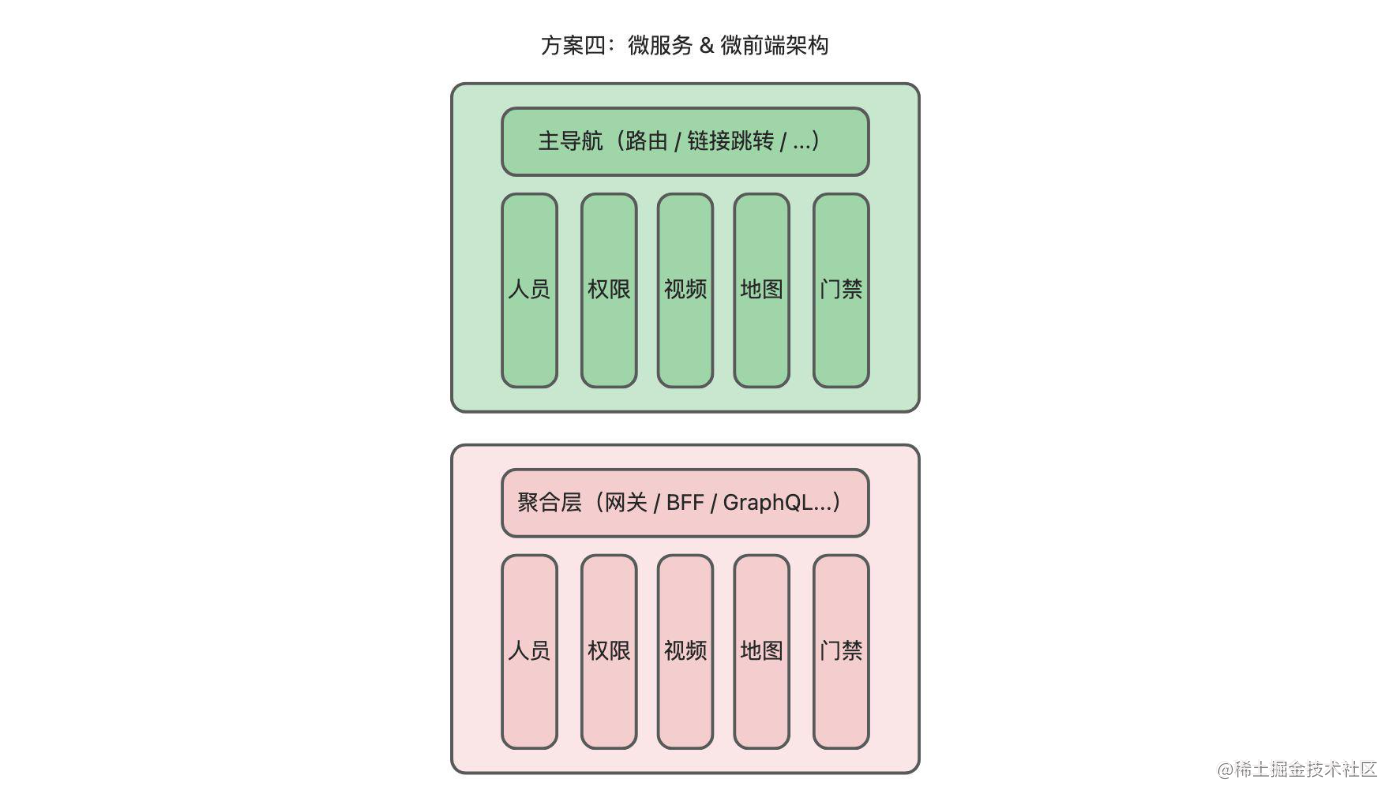 方案四：微服务 & 微前端架构
主导航（路由 / 链接跳转 / ...）
人员
权限
视频
地图
门禁
聚合层（网关 / BFF / GraphQL...）
人员
权限
视频
地图
门禁
@稀土掘金技术社区